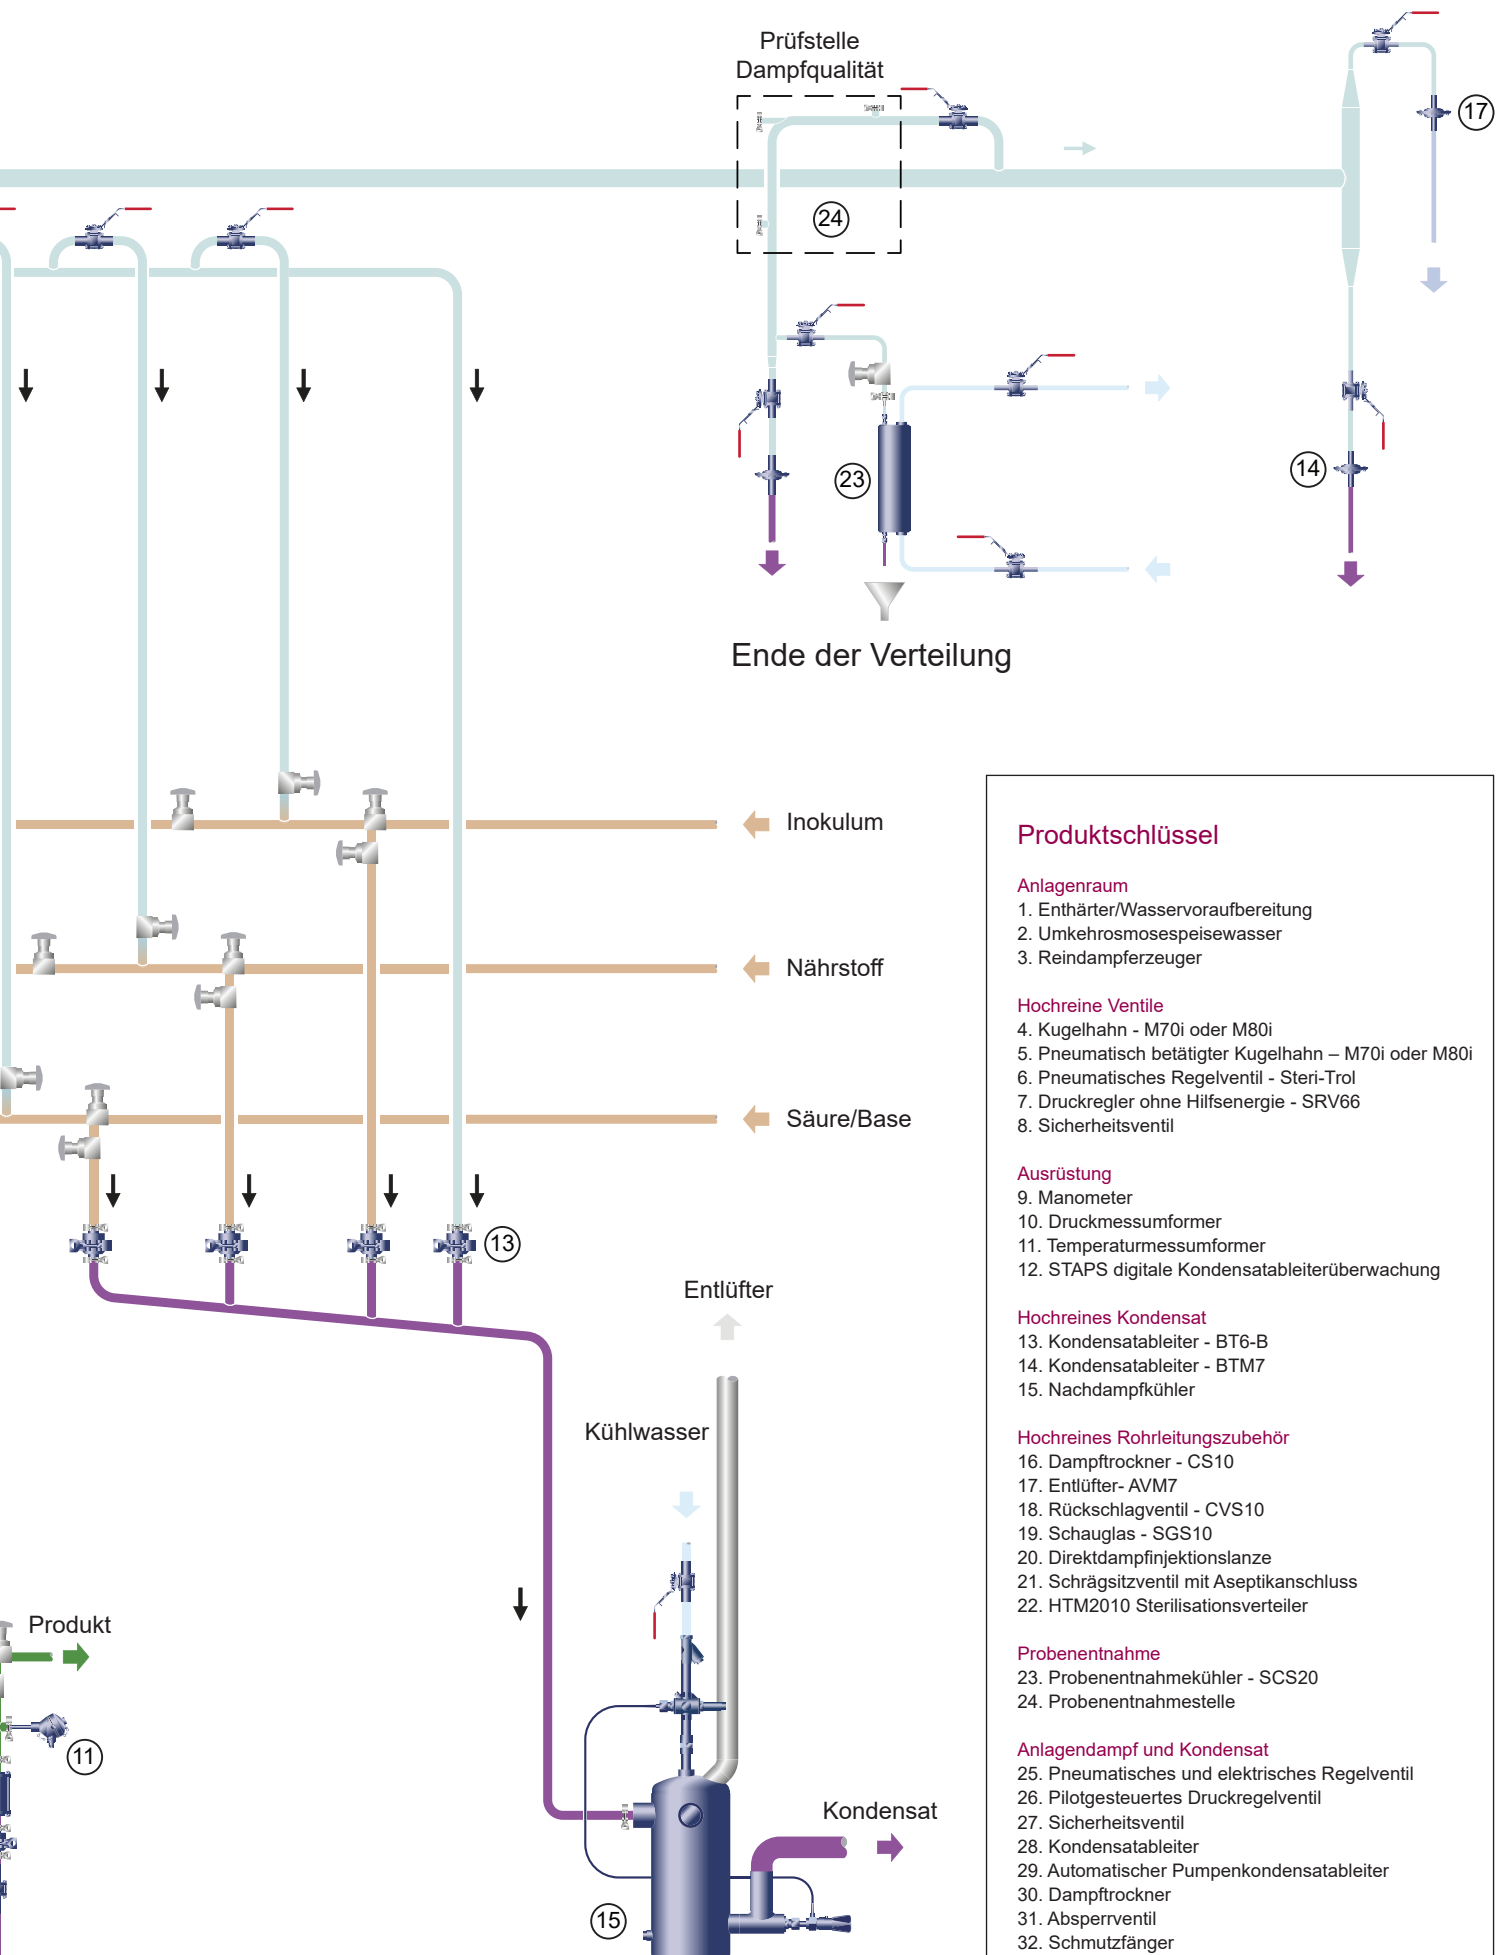 Prüfstelle
Dampfqualität
17
24
23
14
Ende der Verteilung
Inokulum
Nährstoff
Säure/Base
13
Entlüfter
Kühlwasser
Produkt
11
Kondensat
15
Produktschlüssel
Anlagenraum
1. Enthärter/Wasservoraufbereitung
2. Umkehrosmosespeisewasser
3. Reindampferzeuger
Hochreine Ventile
4. Kugelhahn - M70i oder M80i
5. Pneumatisch betätigter Kugelhahn – M70i oder M80i
6. Pneumatisches Regelventil - Steri-Trol
7. Druckregler ohne Hilfsenergie - SRV66
8. Sicherheitsventil
Ausrüstung
9. Manometer
10. Druckmessumformer
11. Temperaturmessumformer
12. STAPS digitale Kondensatableiterüberwachung
Hochreines Kondensat
13. Kondensatableiter - BT6-B
14. Kondensatableiter - BTM7
15. Nachdampfkühler
Hochreines Rohrleitungszubehör
16. Dampftrockner - CS10
17. Entlüfter- AVM7
18. Rückschlagventil - CVS10
19. Schauglas - SGS10
20. Direktdampfinjektionslanze
21. Schrägsitzventil mit Aseptikanschluss
22. HTM2010 Sterilisationsverteiler
Probenentnahme
23. Probenentnahmekühler - SCS20
24. Probenentnahmestelle
Anlagendampf und Kondensat
25. Pneumatisches und elektrisches Regelventil
26. Pilotgesteuertes Druckregelventil
27. Sicherheitsventil
28. Kondensatableiter
29. Automatischer Pumpenkondensatableiter
30. Dampftrockner
31. Absperrventil
32. Schmutzfänger